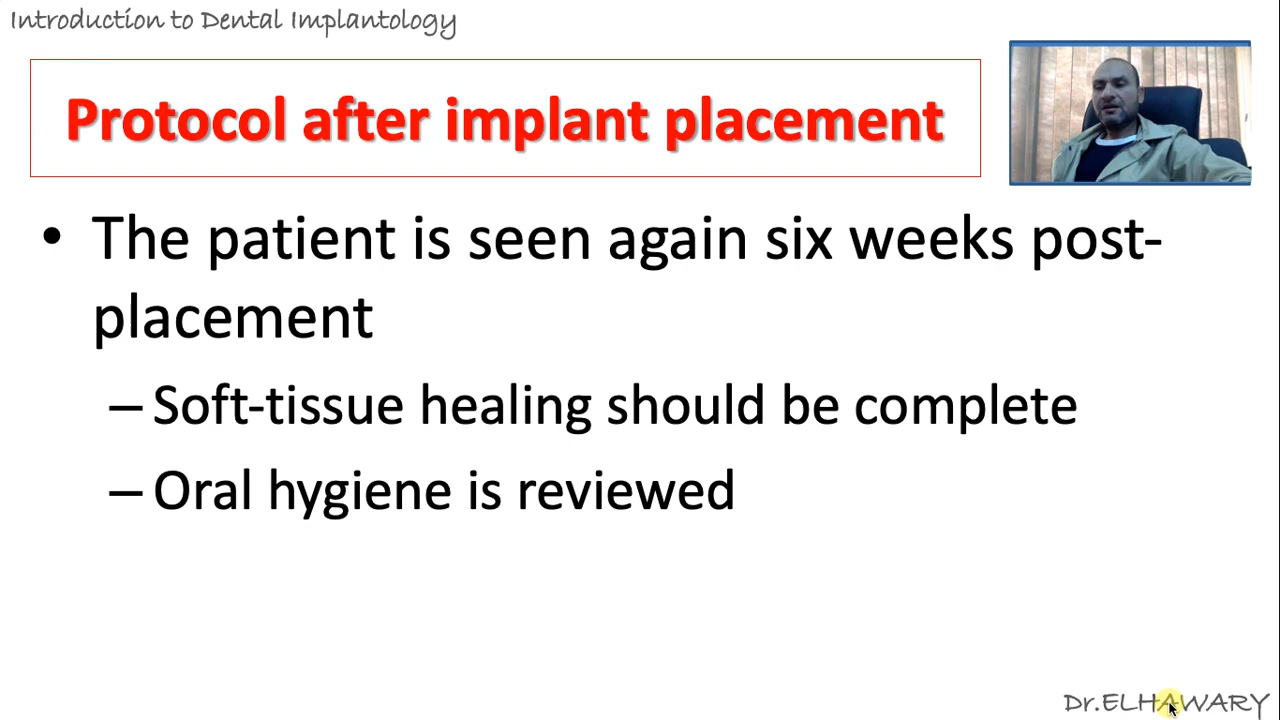 Introduction to Dental Implantology
Protocol after implant placement
• The patient is seen again six weeks post-
placement
– Soft-tissue healing should be complete
– Oral hygiene is reviewed
Dr.ELHAWARY